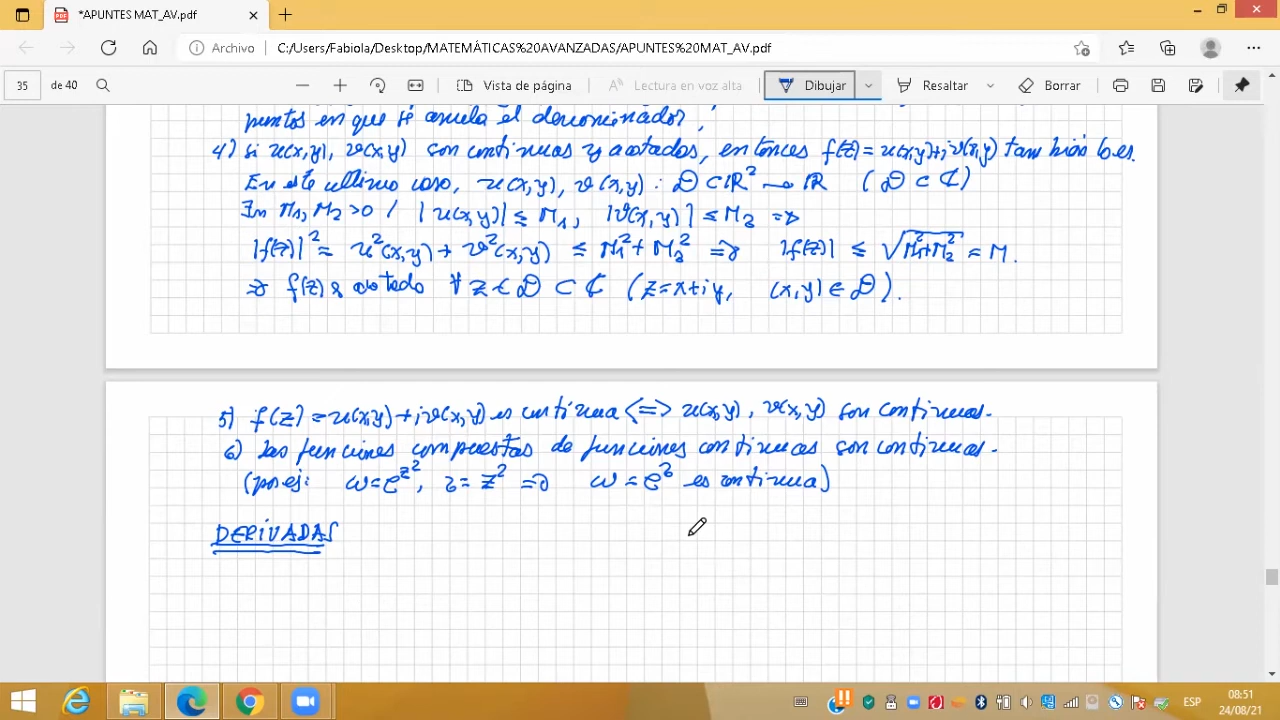 *APUNTES MAT_AV.pdf
Archivo C:/Users/Fabiola/Desktop/MATEMÁTICAS%20AVANZADAS/APUNTES%20MAT_AV.pdf
35 de 40 Vista de página Lectura en voz alta Dibujar Resaltar Borrar
puntos en que se anula el denominador,
4) si u(x,y), v(x,y) son continuas y acotadas, entonces f(z) = u(x,y)+iv(x,y) también lo es.
En este ultimo caso, u(x,y), v(x,y) : D ⊂ ℝ² → ℝ (D ⊂ ℂ)
∃n M₁, M₂ >0 / |u(x,y)| ≤ M₁, |v(x,y)| ≤ M₂ ⇒
|f(z)|² = u²(x,y) + v²(x,y) ≤ M₁² + M₂² ⇒ |f(z)| ≤ √(M₁²+M₂²) = M.
⇒ f(z) es acotada ∀ z ∈ D ⊂ ℂ (z=x+iy, (x,y) ∈ D).
5) f(z) = u(x,y)+iv(x,y) es continua ⟺ u(x,y), v(x,y) son continuas.
6) las funciones compuestas de funciones continuas son continuas.
(por ej: ω = e^z², z = z² ⇒ ω = e^z es continua)
DERIVADAS
ESP
08:51
24/08/21